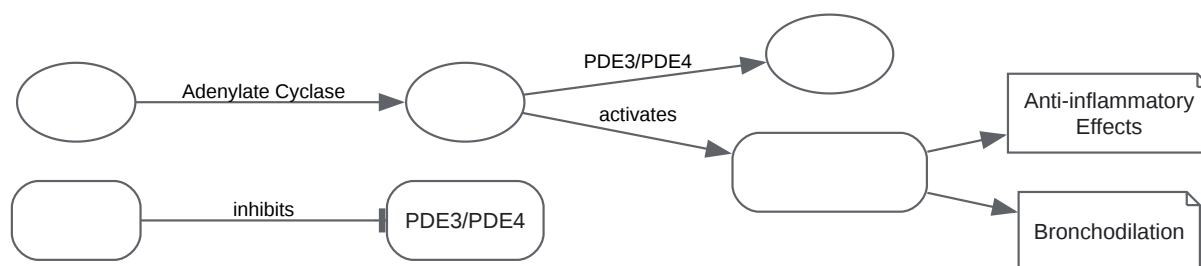 PDE3/PDE4
Adenylate Cyclase
activates
Anti-inflammatory
Effects
inhibits
PDE3/PDE4
Bronchodilation